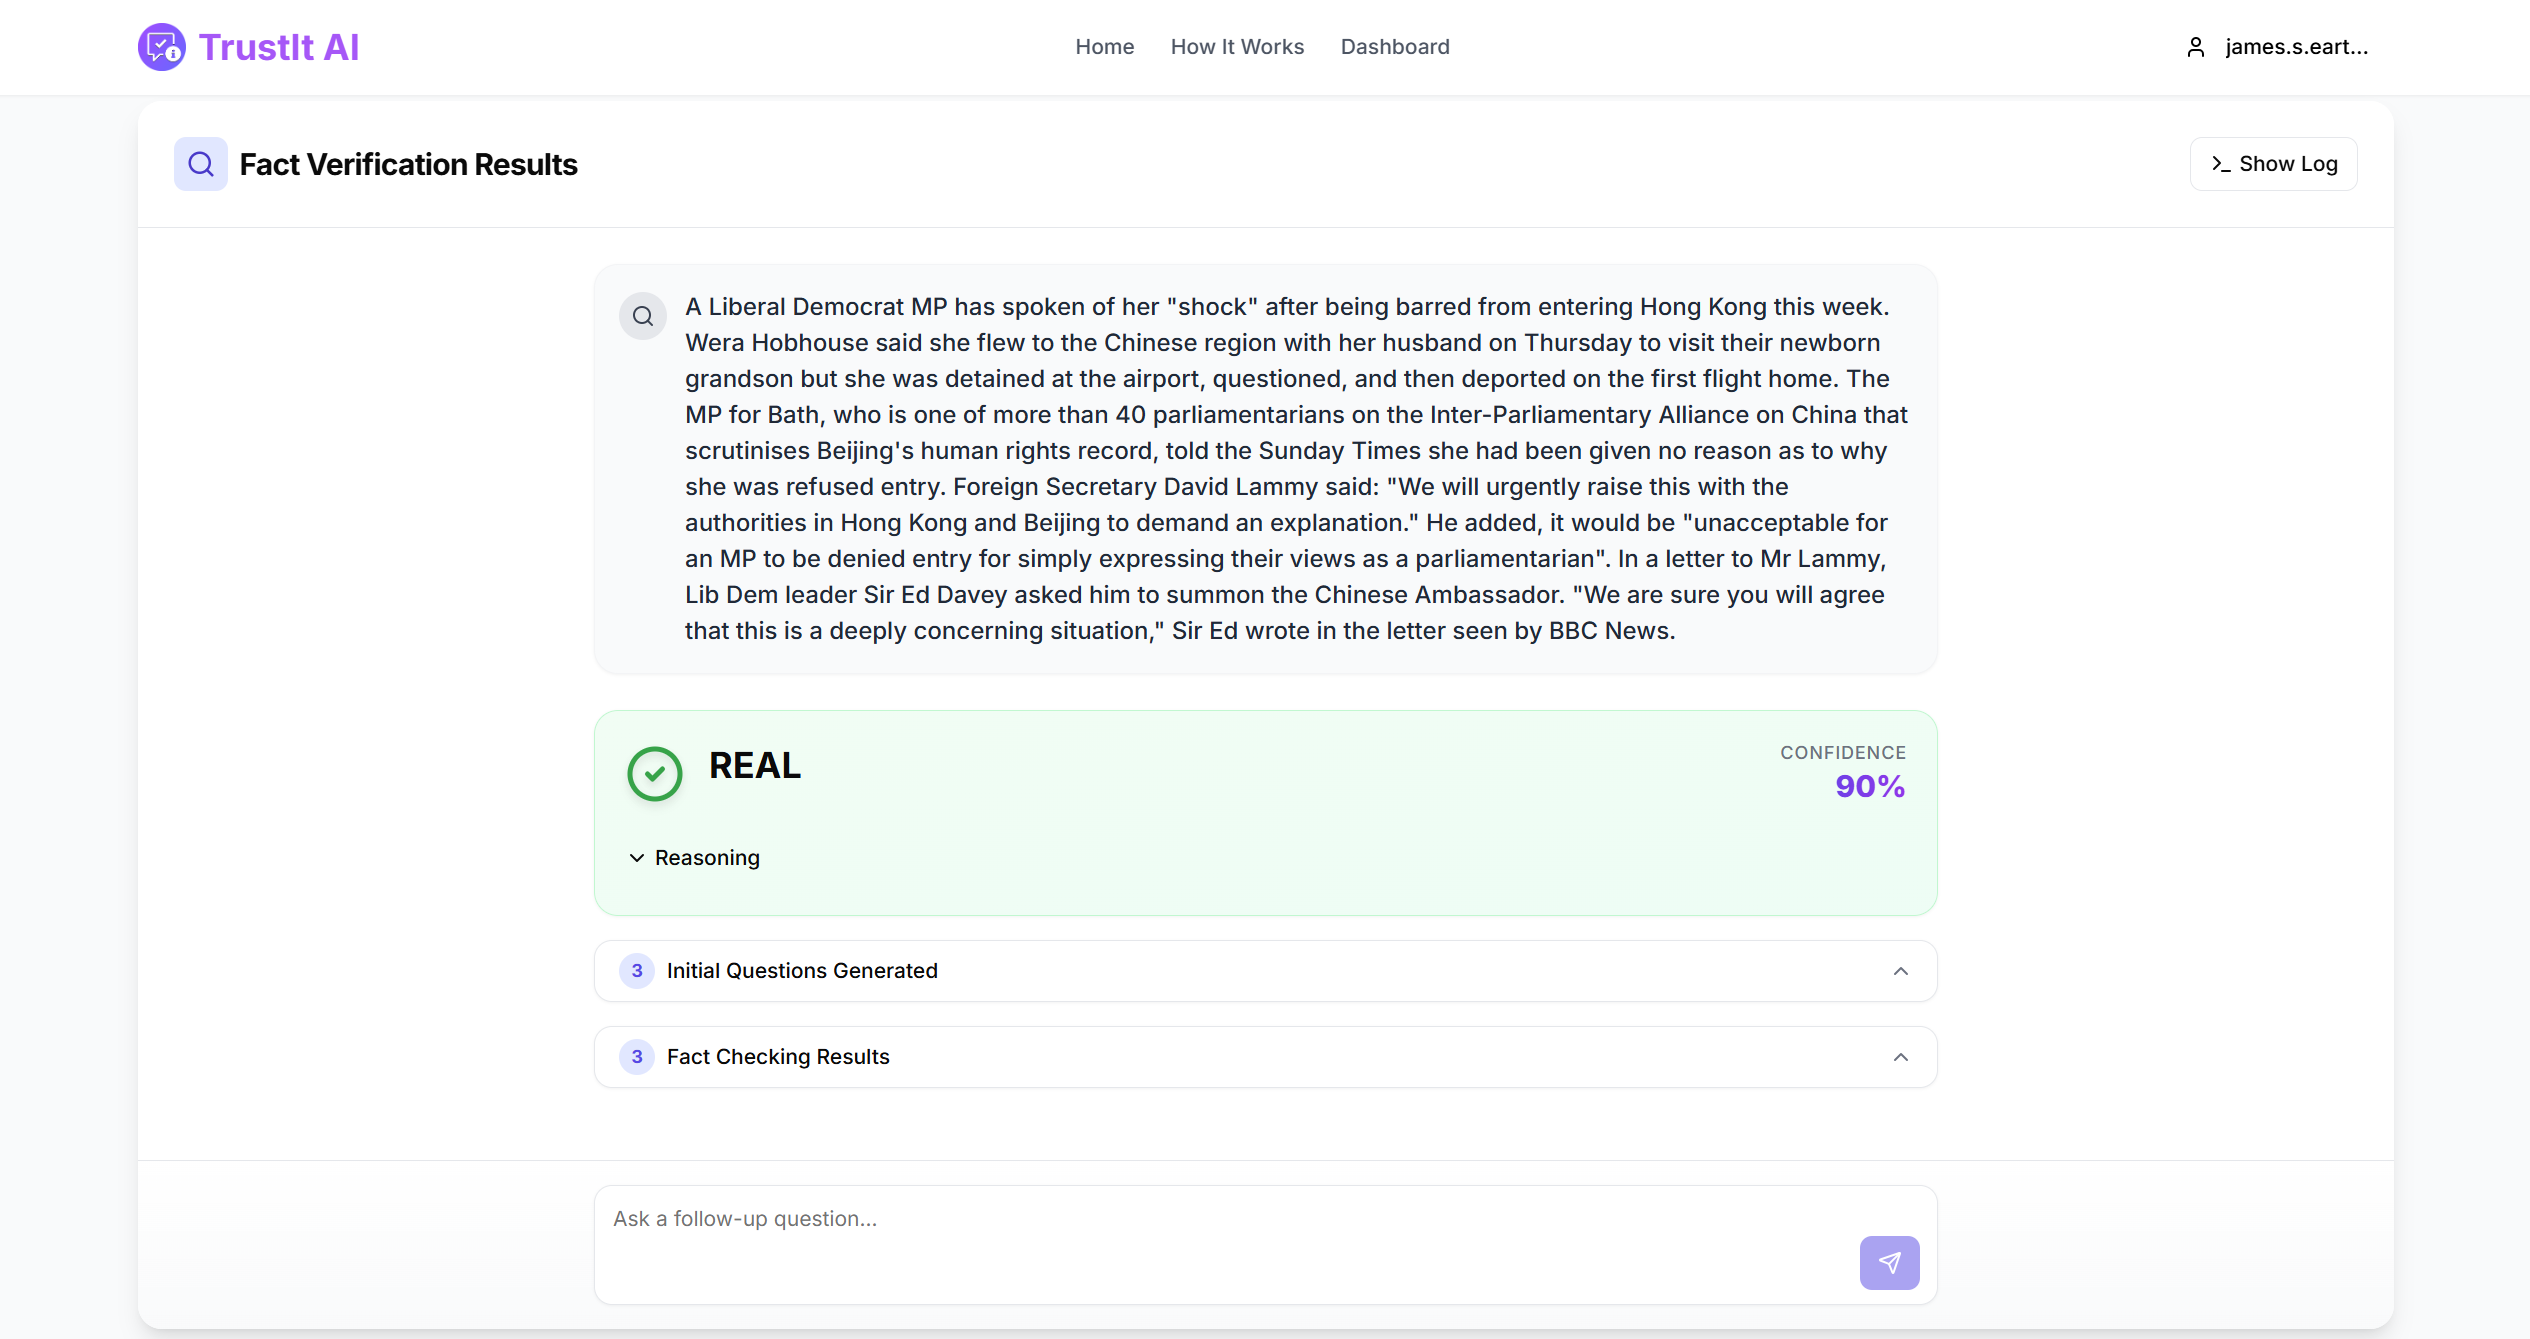 TrustIt AI
Home
How It Works
Dashboard
james.s.eart...
Fact Verification Results
Show Log
A Liberal Democrat MP has spoken of her "shock" after being barred from entering Hong Kong this week.
Wera Hobhouse said she flew to the Chinese region with her husband on Thursday to visit their newborn
grandson but she was detained at the airport, questioned, and then deported on the first flight home. The
MP for Bath, who is one of more than 40 parliamentarians on the Inter-Parliamentary Alliance on China that
scrutinises Beijing's human rights record, told the Sunday Times she had been given no reason as to why
she was refused entry. Foreign Secretary David Lammy said: "We will urgently raise this with the
authorities in Hong Kong and Beijing to demand an explanation." He added, it would be "unacceptable for
an MP to be denied entry for simply expressing their views as a parliamentarian". In a letter to Mr Lammy,
Lib Dem leader Sir Ed Davey asked him to summon the Chinese Ambassador. "We are sure you will agree
that this is a deeply concerning situation," Sir Ed wrote in the letter seen by BBC News.
REAL
CONFIDENCE
90%
Reasoning
3 Initial Questions Generated
3 Fact Checking Results
Ask a follow-up question...